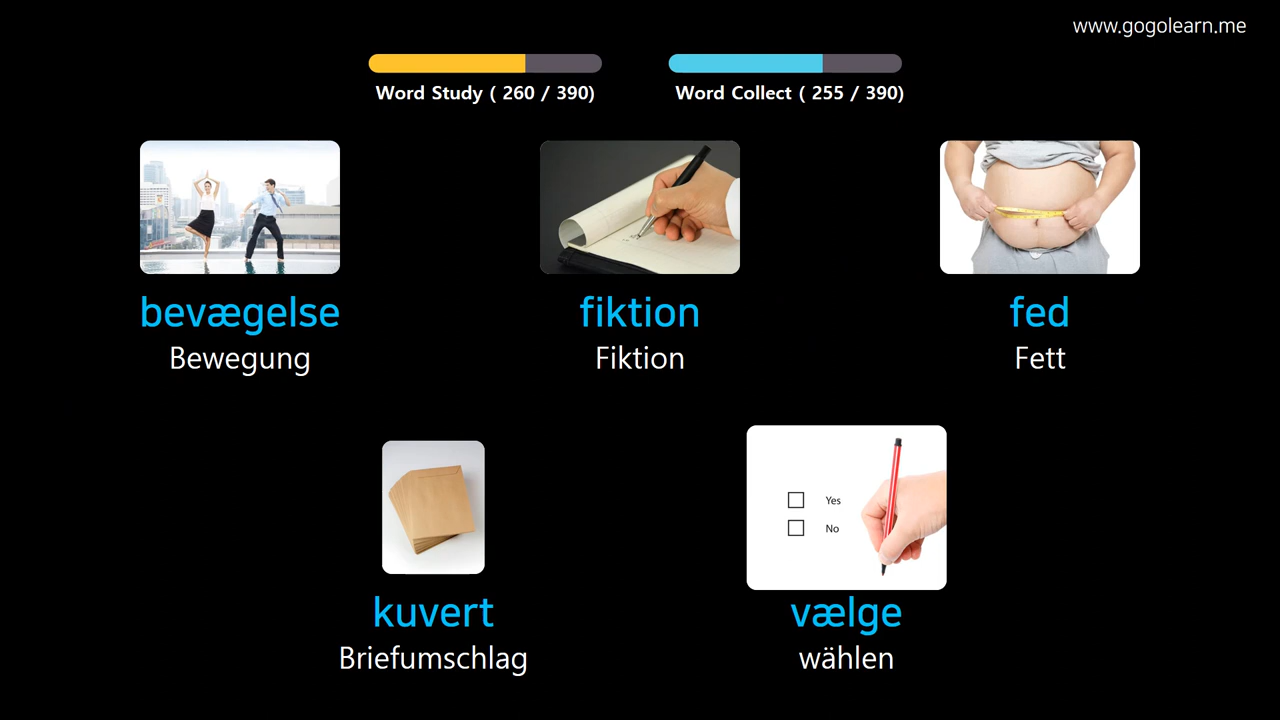 www.gogolearn.me
Word Study ( 260 / 390)
Word Collect ( 255 / 390)
bevægelse
Bewegung
fiktion
Fiktion
fed
Fett
Yes
No
kuvert
Briefumschlag
vælge
wählen